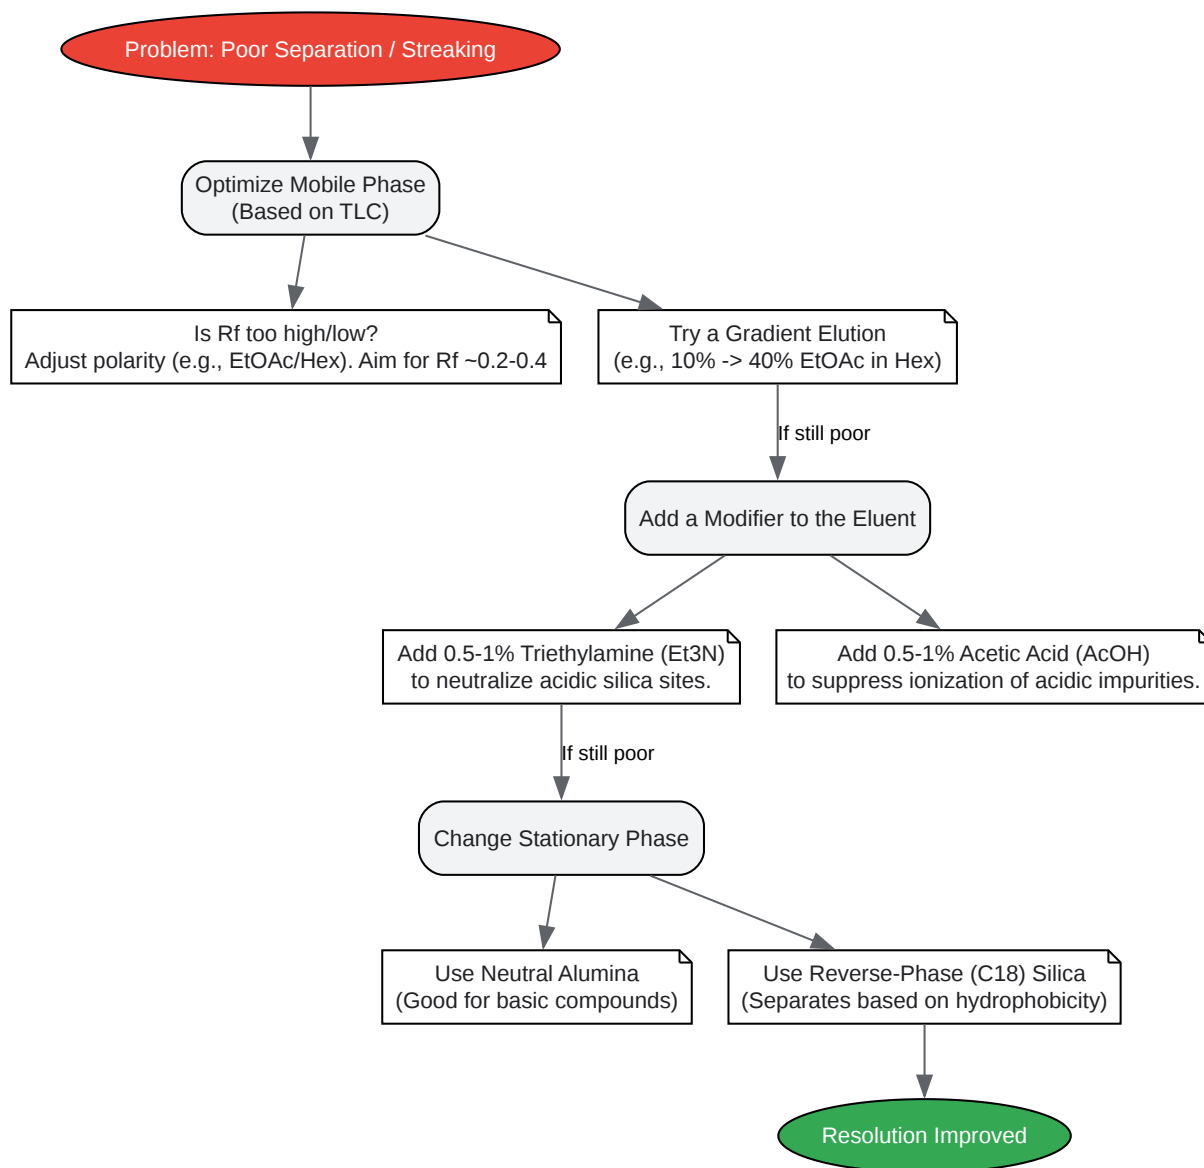 Problem: Poor Separation / Streaking
Optimize Mobile Phase
(Based on TLC)
Is Rf too high/low?
Adjust polarity (e.g., EtOAc/Hex). Aim for Rf ~0.2-0.4
Try a Gradient Elution
(e.g., 10% -> 40% EtOAc in Hex)
If still poor
Add a Modifier to the Eluent
Add 0.5-1% Triethylamine (Et3N)
to neutralize acidic silica sites.
Add 0.5-1% Acetic Acid (AcOH)
to suppress ionization of acidic impurities.
If still poor
Change Stationary Phase
Use Neutral Alumina
(Good for basic compounds)
Use Reverse-Phase (C18) Silica
(Separates based on hydrophobicity)
Resolution Improved